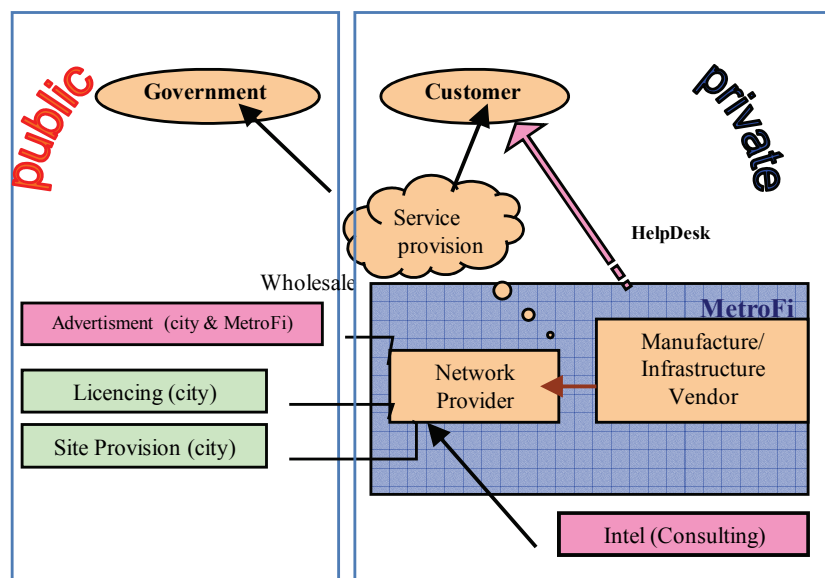 public
Government
Customer
private
Service
provision
HelpDesk
Wholesale
MetroFi
Advertisment (city & MetroFi)
Manufacture/
Infrastructure
Vendor
Network
Provider
Licencing (city)
Site Provision (city)
Intel (Consulting)